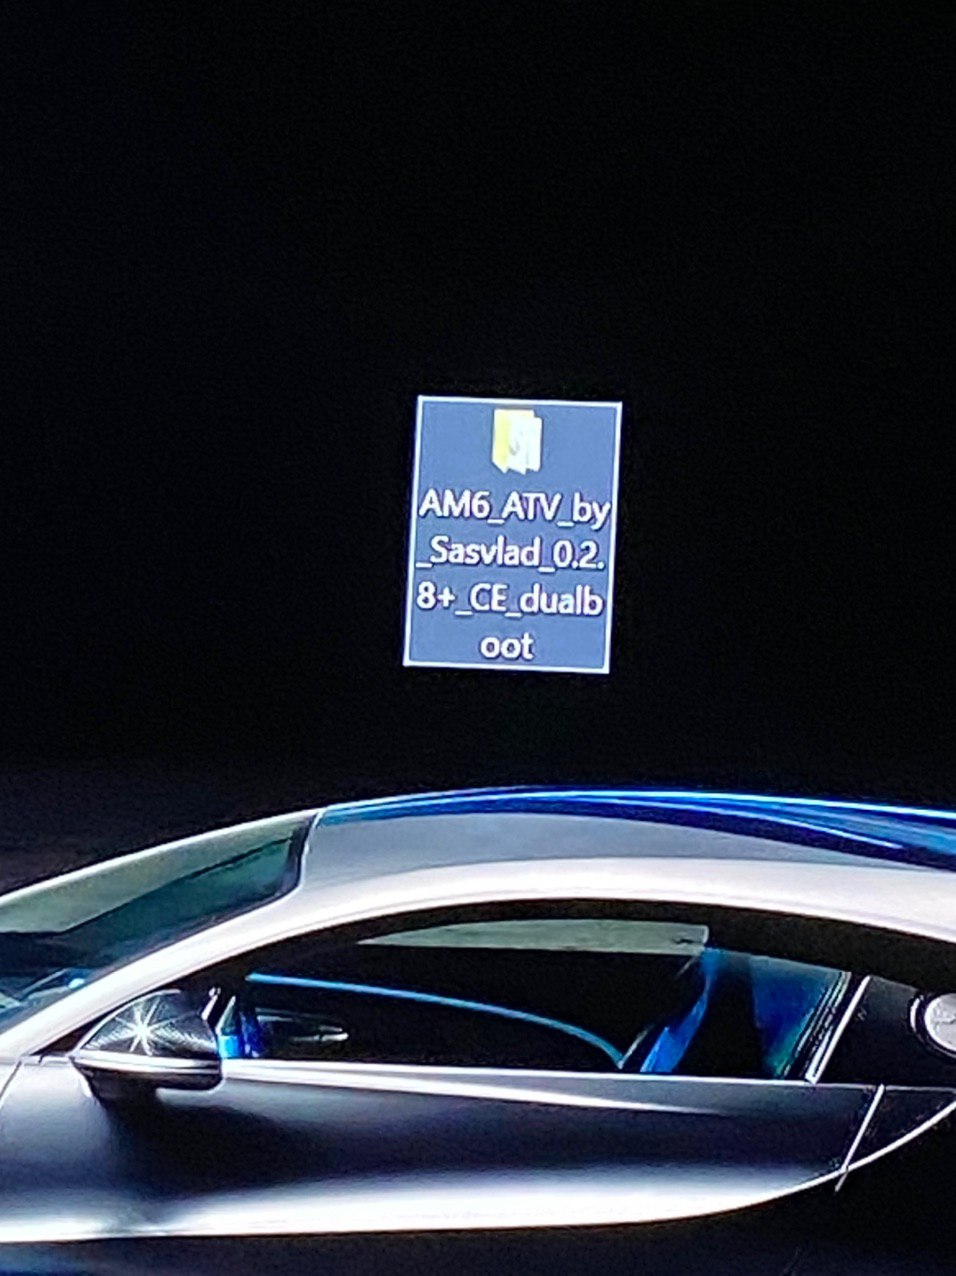 AM6_ATV_by
_Sasvlad_0.2.
8+_CE_dualb
oot